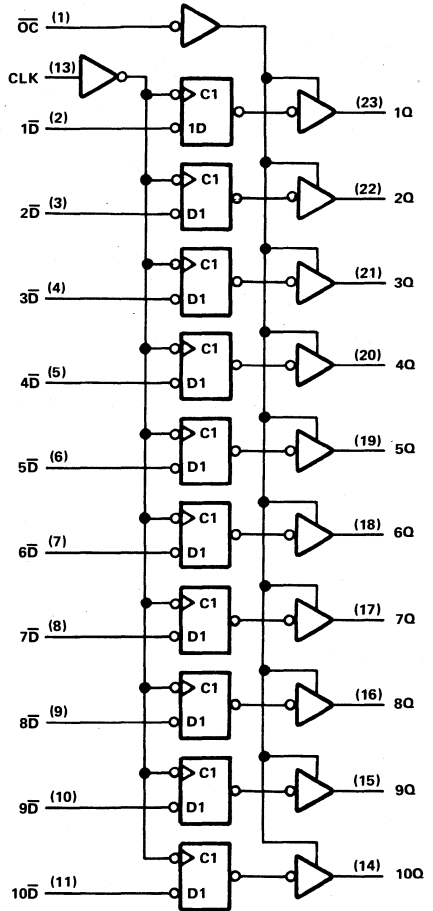 O̅C̅ (1)
CLK (13)
C1
1D̅ (2)
1D
(23)
1Q
C1
2D̅ (3)
D1
(22)
2Q
C1
3D̅ (4)
D1
(21)
3Q
C1
4D̅ (5)
D1
(20)
4Q
C1
5D̅ (6)
D1
(19)
5Q
C1
6D̅ (7)
D1
(18)
6Q
C1
7D̅ (8)
D1
(17)
7Q
C1
8D̅ (9)
D1
(16)
8Q
C1
9D̅ (10)
D1
(15)
9Q
C1
10D̅ (11)
D1
(14)
10Q